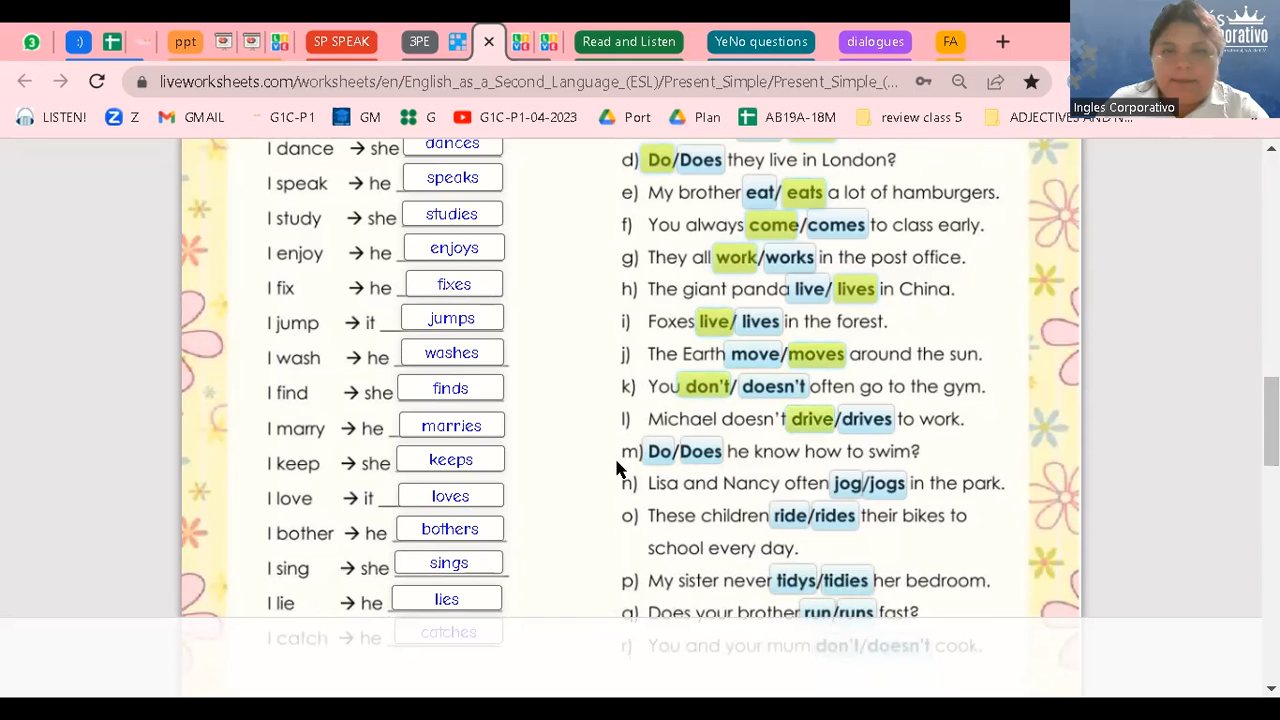 3
:)
ppt
SP SPEAK
3PE
Read and Listen
YeNo questions
dialogues
FA
liveworksheets.com/worksheets/en/English_as_a_Second_Language_(ESL)/Present_Simple/Present_Simple_(...
Ingles Corporativo
LISTEN!
Z
GMAIL
G1C-P1
GM
G
G1C-P1-04-2023
Port
Plan
AB19A-18M
review class 5
I dance → she dances
I speak → he speaks
I study → she studies
I enjoy → he enjoys
I fix → he fixes
I jump → it jumps
I wash → he washes
I find → she finds
I marry → he marries
I keep → she keeps
I love → it loves
I bother → he bothers
I sing → she sings
I lie → he lies
I catch → he catches
d) Do/Does they live in London?
e) My brother eat/ eats a lot of hamburgers.
f) You always come/comes to class early.
g) They all work/works in the post office.
h) The giant panda live/ lives in China.
i) Foxes live/ lives in the forest.
j) The Earth move/moves around the sun.
k) You don't/ doesn't often go to the gym.
l) Michael doesn't drive/drives to work.
m) Do/Does he know how to swim?
n) Lisa and Nancy often jog/jogs in the park.
o) These children ride/rides their bikes to
school every day.
p) My sister never tidys/tidies her bedroom.
q) Does your brother run/runs fast?
r) You and your mum don't/doesn't cook.